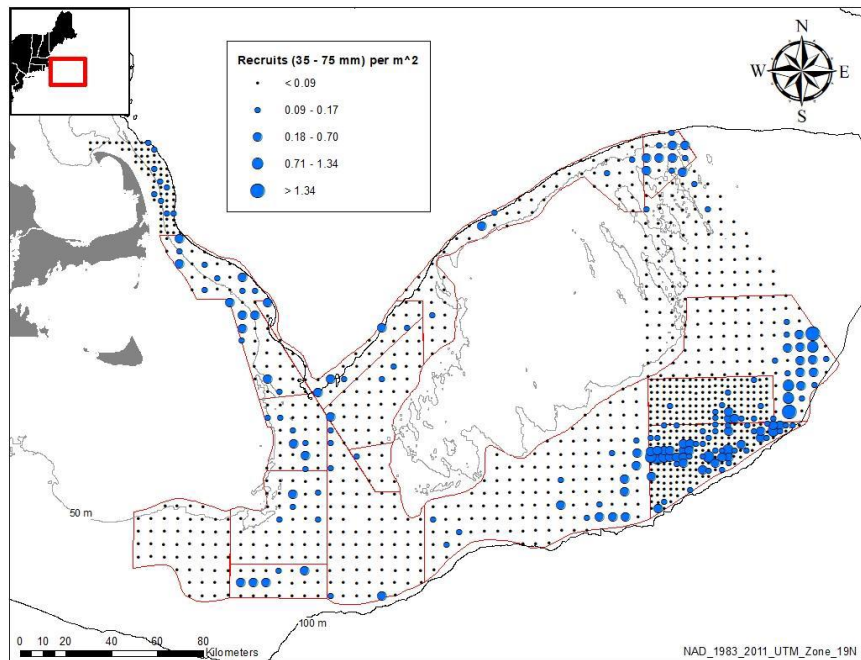 Recruits (35 - 75 mm) per m^2
< 0.09
0.09 - 0.17
0.18 - 0.70
0.71 - 1.34
> 1.34
N
W E
S
50 m
100 m
0 10 20 40 60 80
Kilometers
NAD_1983_2011_UTM_Zone_19N